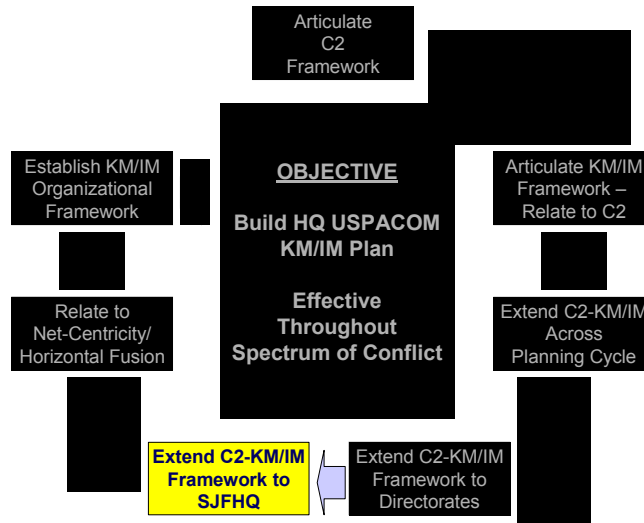 Articulate
C2
Framework
Establish KM/IM
Organizational
Framework
OBJECTIVE
Build HQ USPACOM
KM/IM Plan
Effective
Throughout
Spectrum of Conflict
Articulate KM/IM
Framework –
Relate to C2
Relate to
Net-Centricity/
Horizontal Fusion
Extend C2-KM/IM
Across
Planning Cycle
Extend C2-KM/IM
Framework to
SJFHQ
Extend C2-KM/IM
Framework to
Directorates